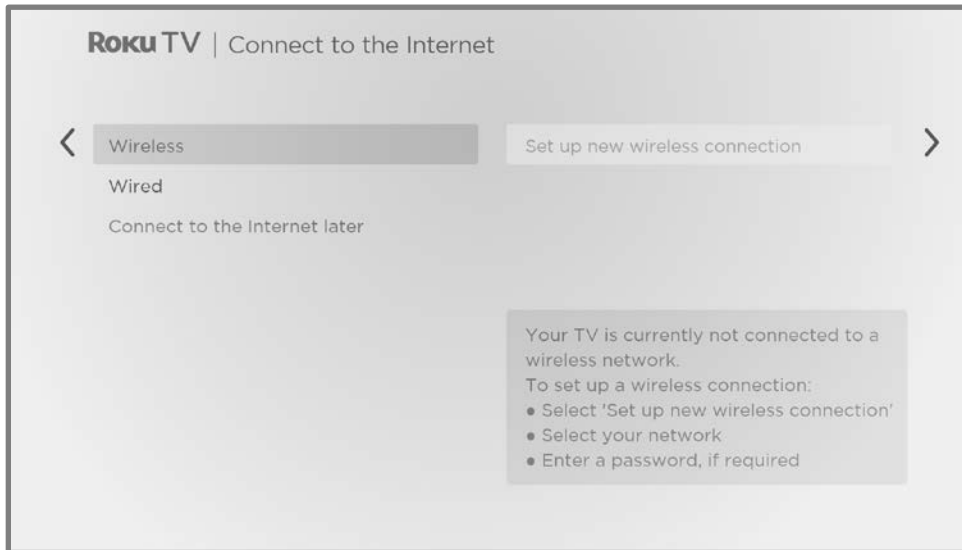 Roku TV | Connect to the Internet
Wireless
Set up new wireless connection
Wired
Connect to the Internet later
Your TV is currently not connected to a
wireless network.
To set up a wireless connection:
● Select 'Set up new wireless connection'
● Select your network
● Enter a password, if required